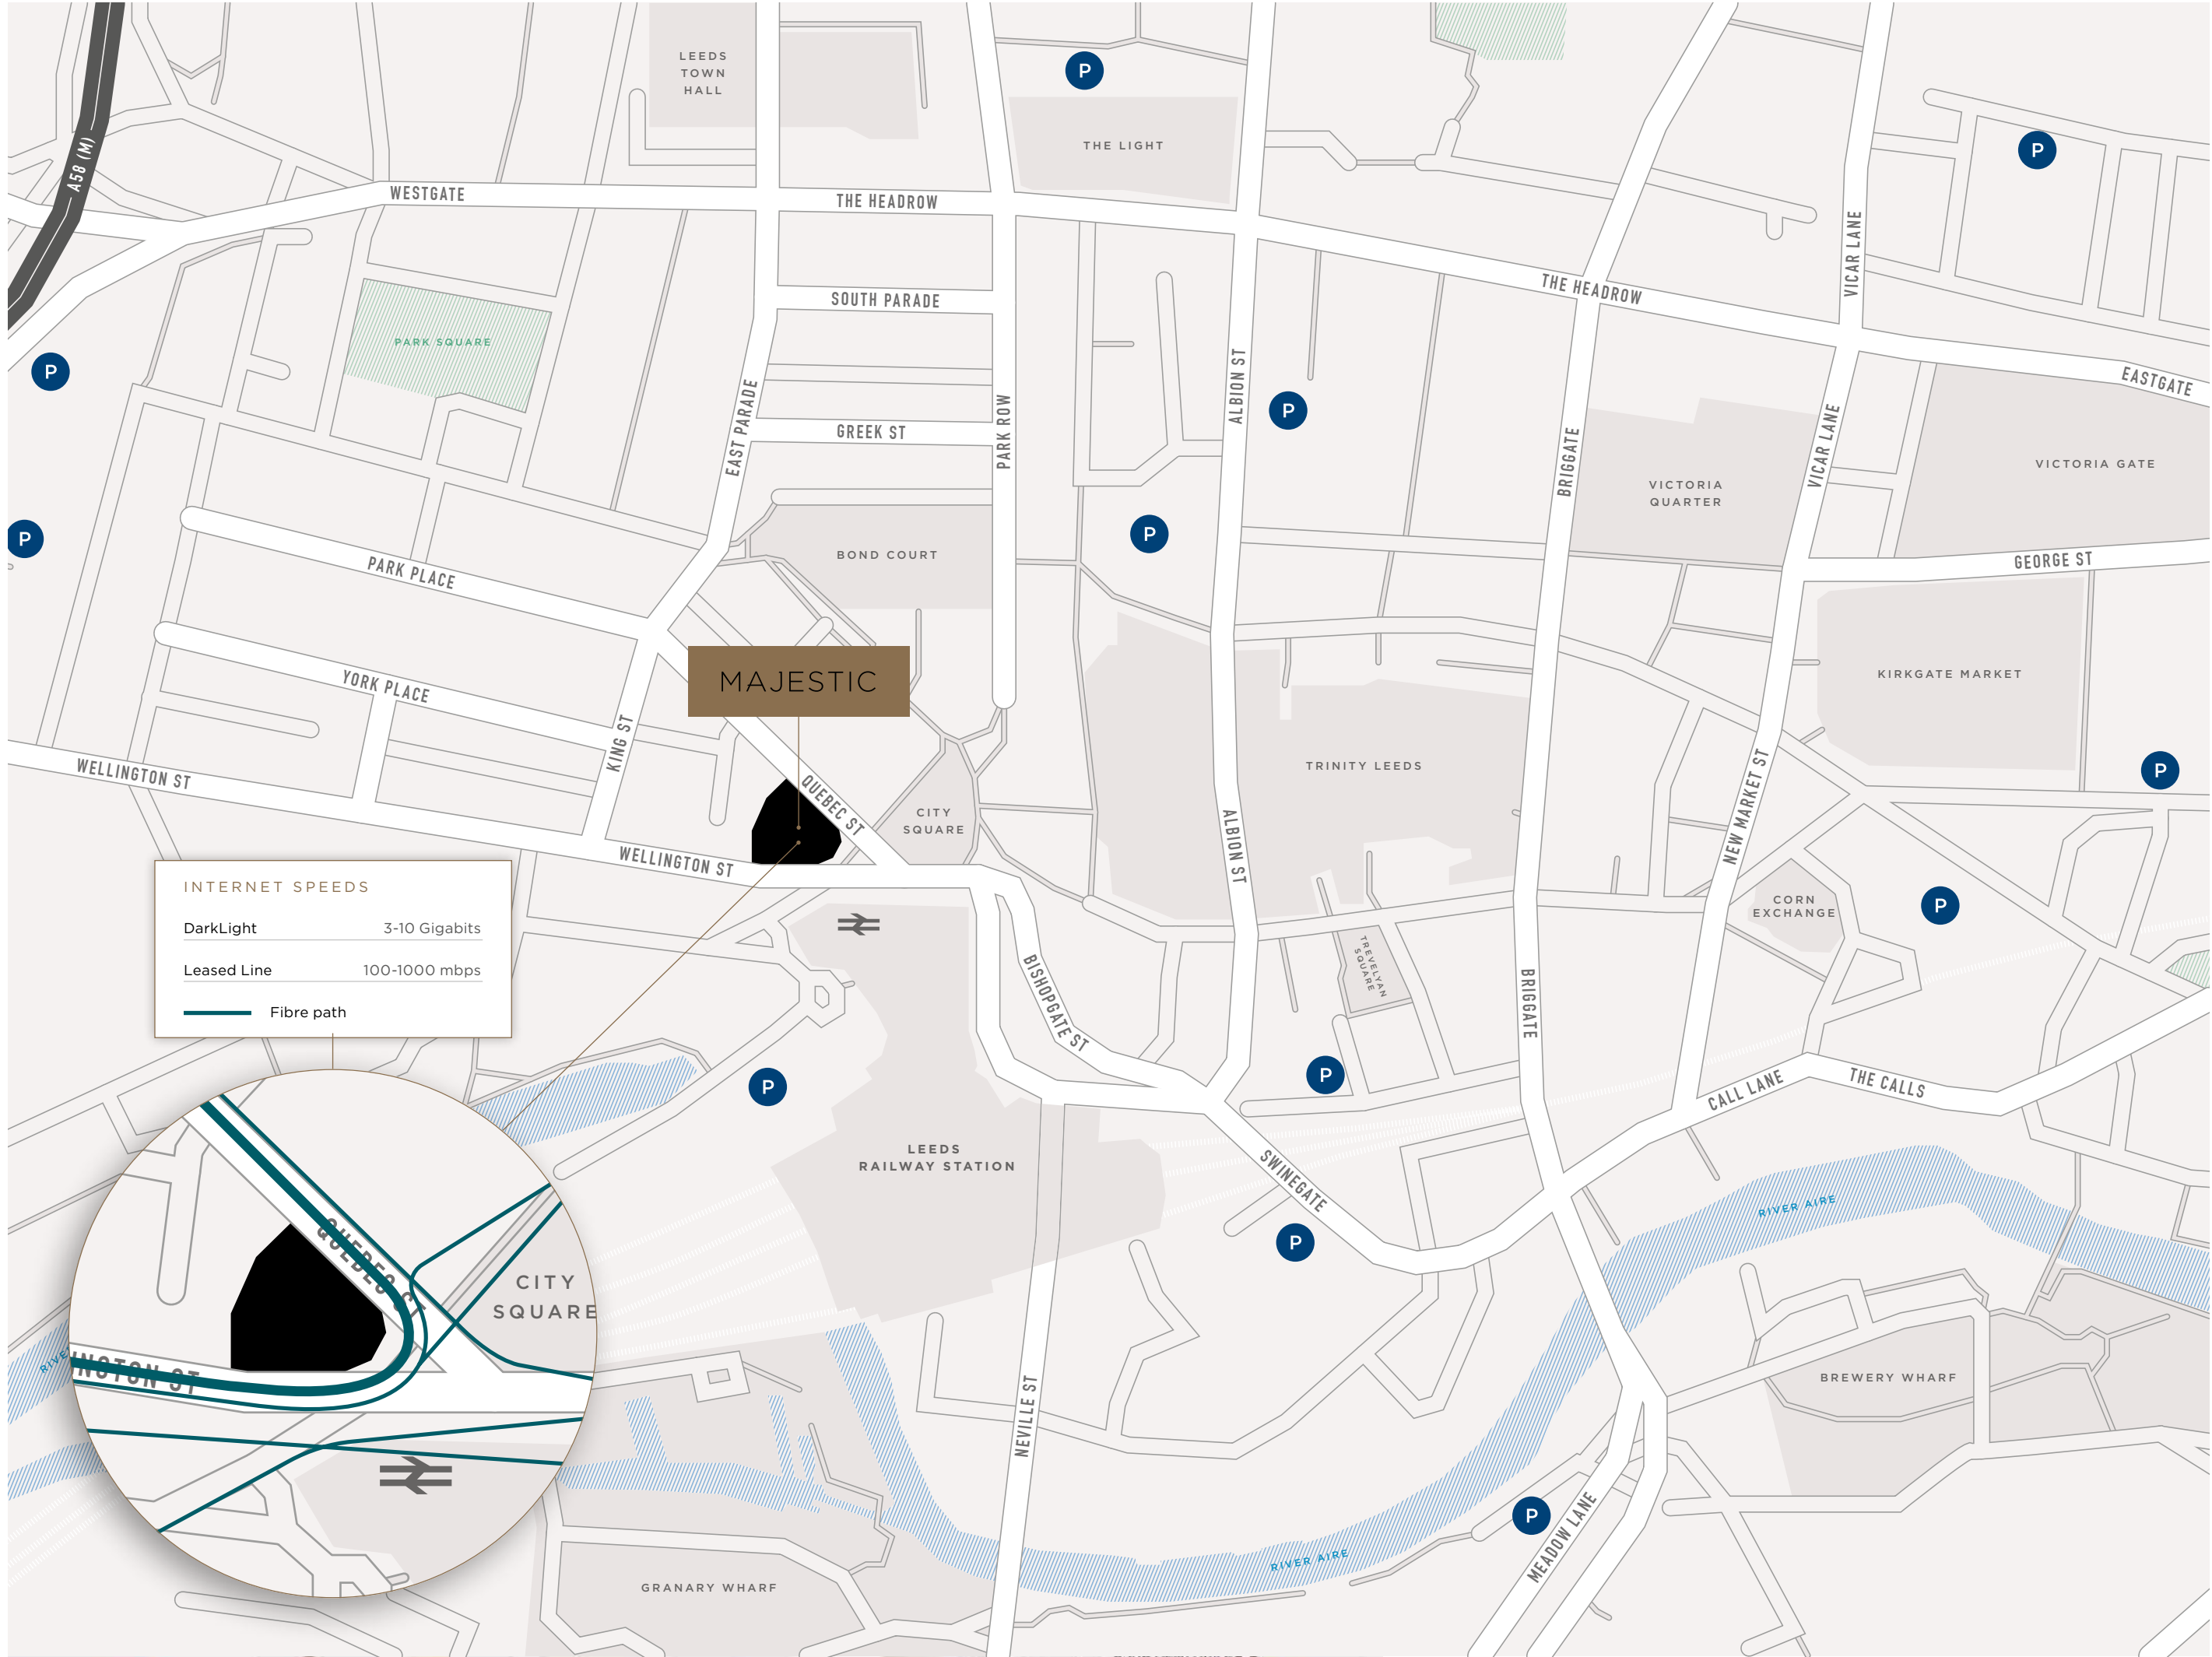 LEEDS
TOWN
HALL
P
THE LIGHT
P
A58 (M)
WESTGATE
THE HEADROW
VICAR LANE
THE HEADROW
SOUTH PARADE
PARK SQUARE
P
EASTGATE
ALBION ST
P
EAST PARADE
GREEK ST
PARK ROW
BRIGGATE
VICAR LANE
VICTORIA GATE
VICTORIA
QUARTER
P
P
BOND COURT
GEORGE ST
PARK PLACE
KIRKGATE MARKET
MAJESTIC
YORK PLACE
KING ST
TRINITY LEEDS
P
WELLINGTON ST
QUEBEC ST
NEW MARKET ST
CITY
SQUARE
ALBION ST
WELLINGTON ST
INTERNET SPEEDS
DarkLight 3-10 Gigabits
Leased Line 100-1000 mbps
Fibre path
CORN
EXCHANGE
P
TREVELYAN
SQUARE
BISHOPGATE ST
BRIGGATE
P
P
CALL LANE
THE CALLS
LEEDS
RAILWAY STATION
SWINEGATE
RIVER AIRE
P
QUEBEC ST
CITY
SQUARE
RIVE
NGTON ST
NEVILLE ST
BREWERY WHARF
P
MEADOW LANE
RIVER AIRE
GRANARY WHARF